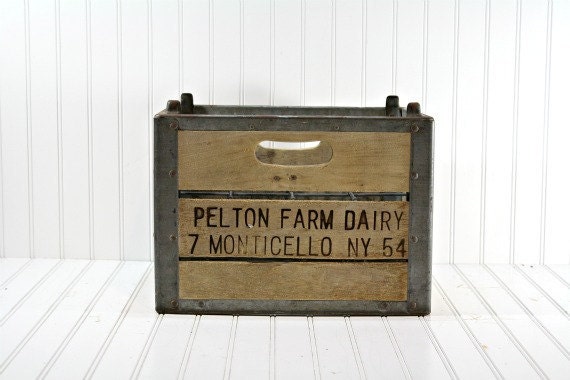 PELTON FARM DAIRY
7 MONTICELLO NY 54